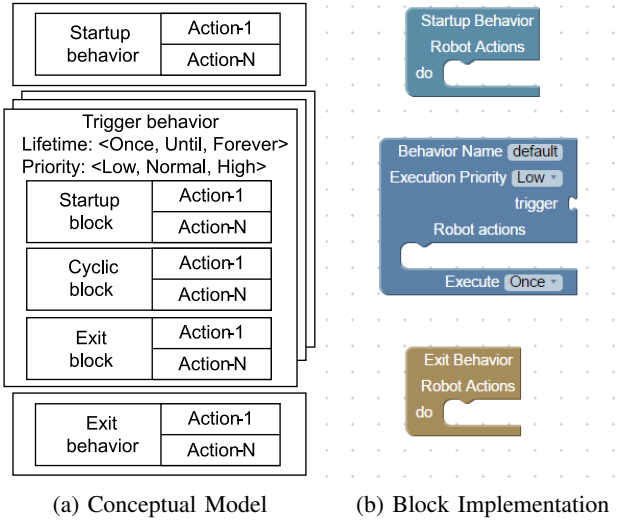 Startup
behavior
Action-1
Action-N
Trigger behavior
Lifetime: <Once, Until, Forever>
Priority: <Low, Normal, High>
Startup
block
Action-1
Action-N
Cyclic
block
Action-1
Action-N
Exit
block
Action-1
Action-N
Exit
behavior
Action-1
Action-N
(a) Conceptual Model
Startup Behavior
Robot Actions
do
Behavior Name default
Execution Priority Low
trigger
Robot actions
Execute Once
Exit Behavior
Robot Actions
do
(b) Block Implementation